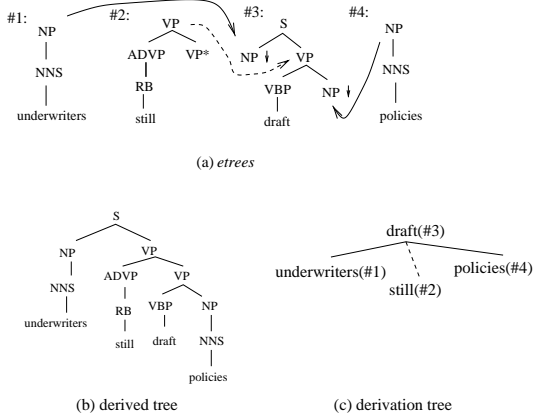 #1: #2: #3: #4:
NP VP S NP
ADVP VP* NP VP NNS
NNS RB VBP NP
underwriters still draft policies
(a) etrees
S
NP VP
ADVP VP
NNS RB VBP NP
underwriters still draft NNS
policies
draft(#3)
underwriters(#1) policies(#4)
still(#2)
(b) derived tree (c) derivation tree